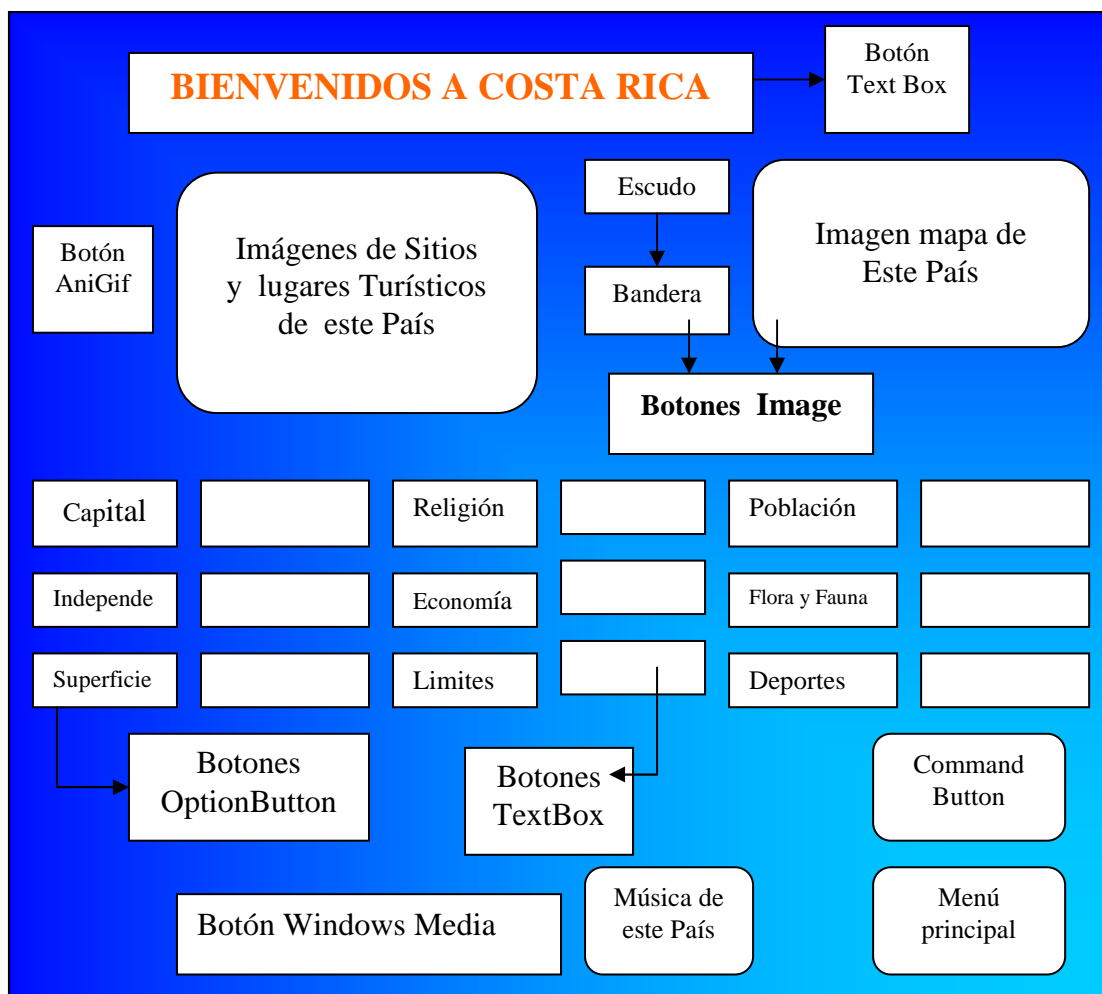 BIENVENIDOS A COSTA RICA
Botón
Text Box
Escudo
Imagen mapa de
Este País
Botón
AniGif
Imágenes de Sitios
y lugares Turísticos
de este País
Bandera
Botones Image
Capital
Religión
Población
Independe
Economía
Flora y Fauna
Superficie
Limites
Deportes
Botones
OptionButton
Botones
TextBox
Command
Button
Botón Windows Media
Música de
este País
Menú
principal